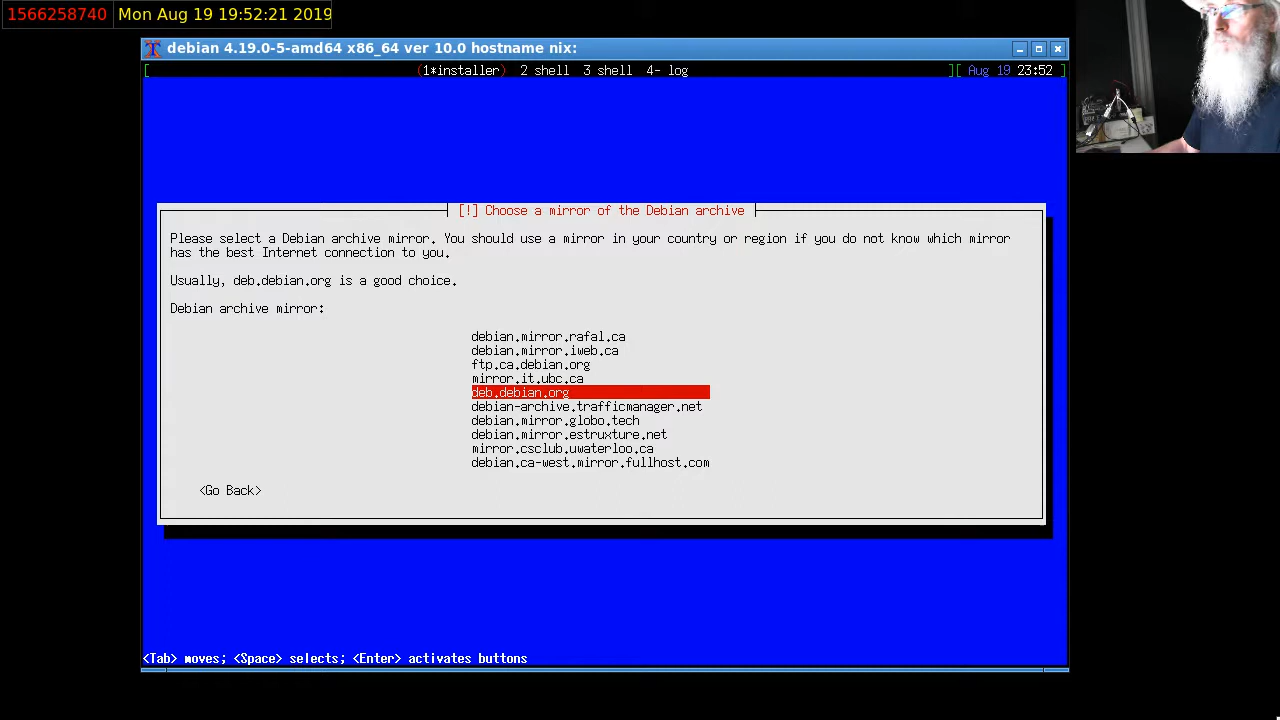 1566258740 Mon Aug 19 19:52:21 2019
debian 4.19.0-5-amd64 x86_64 ver 10.0 hostname nix:
[ (1*installer) 2 shell 3 shell 4- log ][ Aug 19 23:52 ]
[!] Choose a mirror of the Debian archive
Please select a Debian archive mirror. You should use a mirror in your country or region if you do not know which mirror
has the best Internet connection to you.
Usually, deb.debian.org is a good choice.
Debian archive mirror:
debian.mirror.rafal.ca
debian.mirror.iweb.ca
ftp.ca.debian.org
mirror.it.ubc.ca
deb.debian.org
debian-archive.trafficmanager.net
debian.mirror.globo.tech
debian.mirror.estruxture.net
mirror.csclub.uwaterloo.ca
debian.ca-west.mirror.fullhost.com
<Go Back>
<Tab> moves; <Space> selects; <Enter> activates buttons